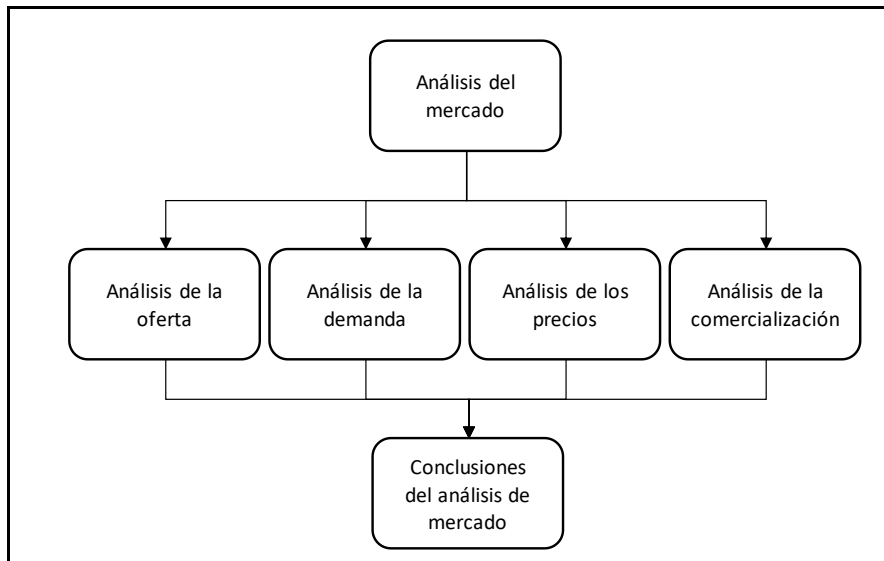 Análisis del
mercado
Análisis de la
oferta
Análisis de la
demanda
Análisis de los
precios
Análisis de la
comercialización
Conclusiones
del análisis de
mercado